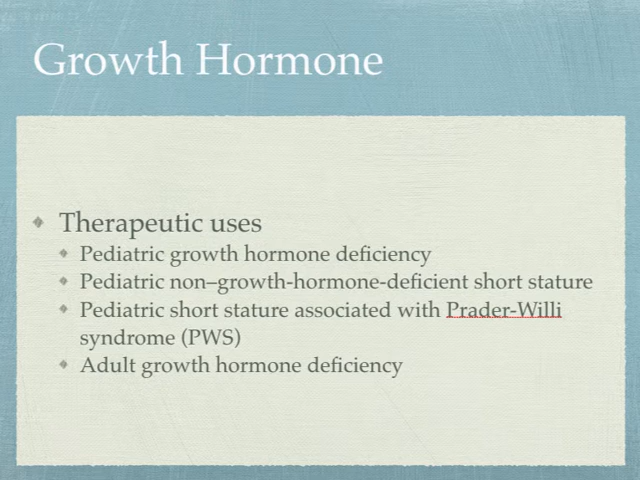 Growth Hormone
Therapeutic uses
Pediatric growth hormone deficiency
Pediatric non–growth-hormone-deficient short stature
Pediatric short stature associated with Prader-Willi
syndrome (PWS)
Adult growth hormone deficiency